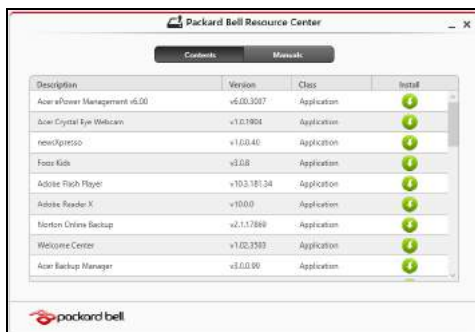 Packard Bell Resource Center
Contents Manuals
Description Version Class Install
Acer ePower Management v6.00 v6.00.3007 Application
Acer Crystal Eye Webcam v1.0.1904 Application
newsXpresso v1.0.0.40 Application
Fooz Kids v3.0.8 Application
Adobe Flash Player v10.3.181.34 Application
Adobe Reader X v10.0.0 Application
Norton Online Backup v2.1.17869 Application
Welcome Center v1.02.3503 Application
Acer Backup Manager v3.0.0.99 Application
packard bell